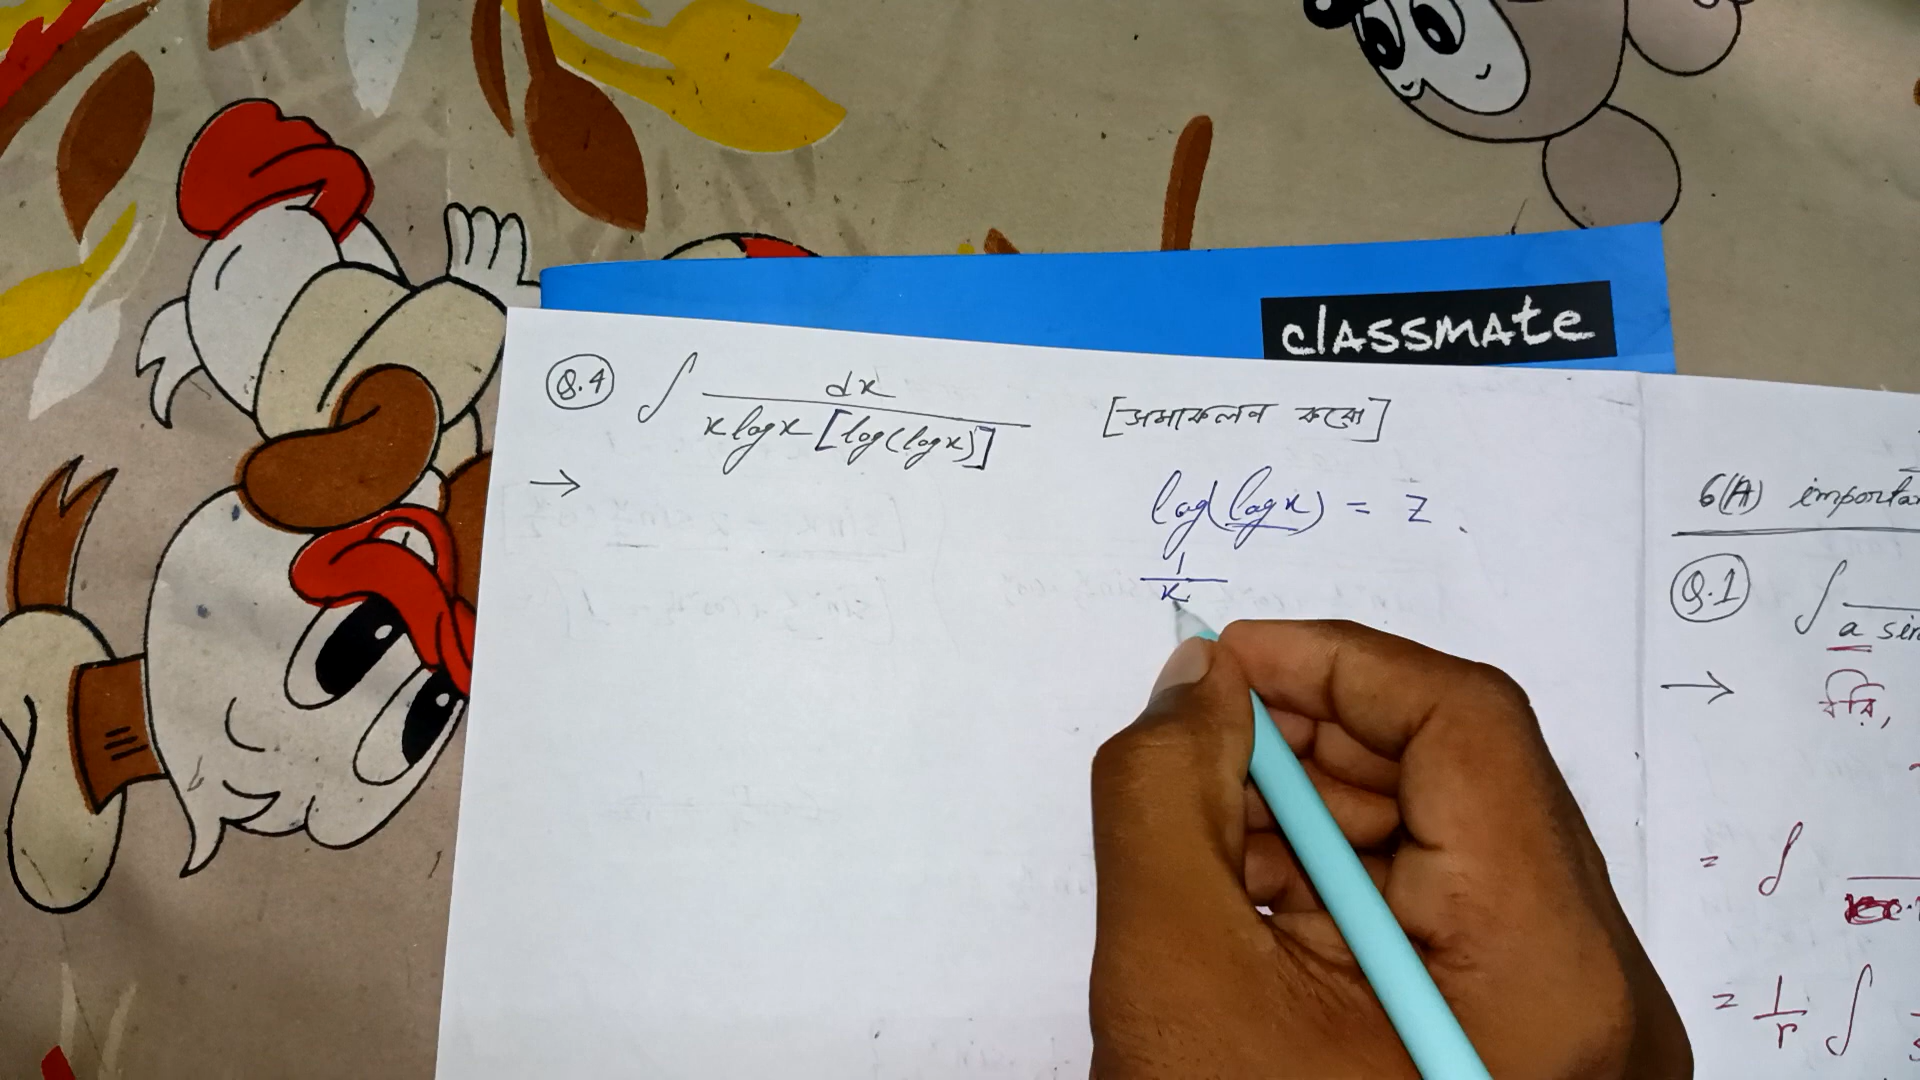 classmate
Q.4 ∫ dx / x log x [log(log x)] [সমাকলন করো]
→
log(log x) = z .
1
x
6(A) importa
Q.1 ∫
a sin
→ ধরি,
= ∫
= 1/r ∫